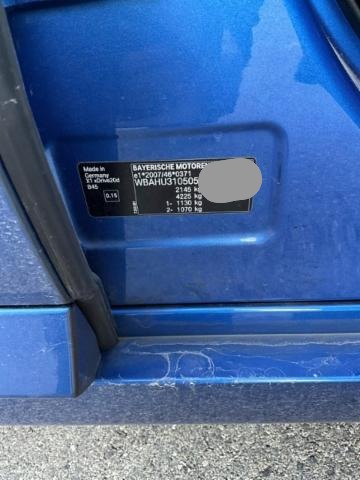 Made in
Germany
X1 xDrive20d
B45
0.15
BAYERISCHE MOTOREN
e1*2007/46*0371
WBAHU310505
2145 kg
4225 kg
1- 1130 kg
2- 1070 kg